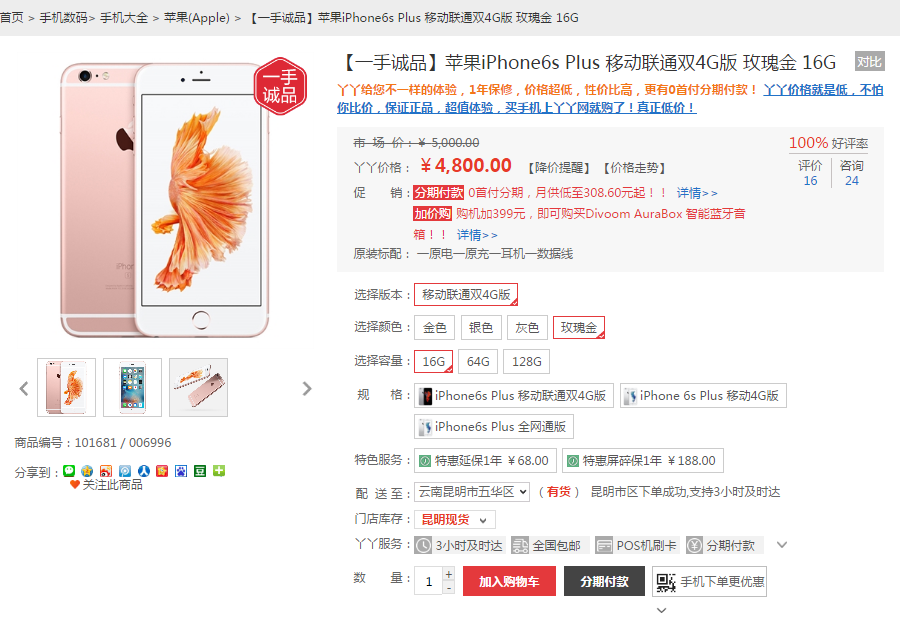 首页 > 手机数码> 手机大全 > 苹果(Apple) > 【一手诚品】苹果iPhone6s Plus 移动联通双4G版 玫瑰金 16G
一手
诚品
iPhone
【一手诚品】苹果iPhone6s Plus 移动联通双4G版 玫瑰金 16G 对比
丫丫给您不一样的体验，1年保修，价格超低，性价比高，更有0首付分期付款！ 丫丫价格就是低，不怕
你比价，保证正品，超值体验，买手机上丫丫网就购了！真正低价！
市 场 价：￥ 5,000.00
丫丫价格： ￥4,800.00 【降价提醒】 【价格走势】
100% 好评率
评价 咨询
16 24
促 销：分期付款 0首付分期，月供低至308.60元起！！ 详情>>
加价购 购机加399元，即可购买Divoom AuraBox 智能蓝牙音
箱！！ 详情>>
原装标配： 一原电一原充一耳机一数据线
选择版本： 移动联通双4G版
选择颜色： 金色 银色 灰色 玫瑰金
选择容量： 16G 64G 128G
规 格： iPhone6s Plus 移动联通双4G版 iPhone 6s Plus 移动4G版
iPhone6s Plus 全网通版
特色服务： 特惠延保1年 ￥68.00 特惠屏碎保1年 ￥188.00
配 送 至： 云南昆明市五华区 （有货） 昆明市区下单成功,支持3小时及时达
门店库存： 昆明现货
丫丫服务： 3小时及时达 全国包邮 POS机刷卡 分期付款
数 量： 1 + - 加入购物车 分期付款 手机下单更优惠
商品编号：101681 / 006996
分享到：
关注此商品